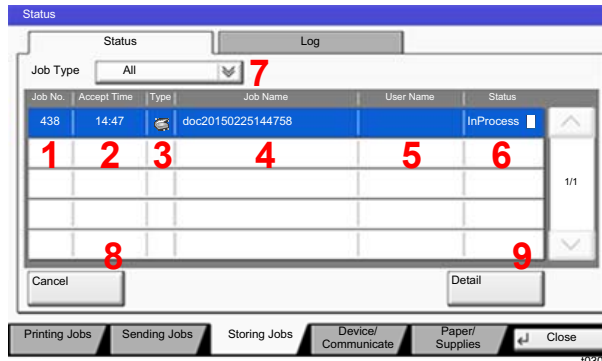 Status
Status Log
Job Type All 7
Job No. Accept Time Type Job Name User Name Status
438 14:47 doc20150225144758 InProcess
1 2 3 4 5 6
1/1
8 9
Cancel Detail
Printing Jobs Sending Jobs Storing Jobs Device/ Communicate Paper/ Supplies Close